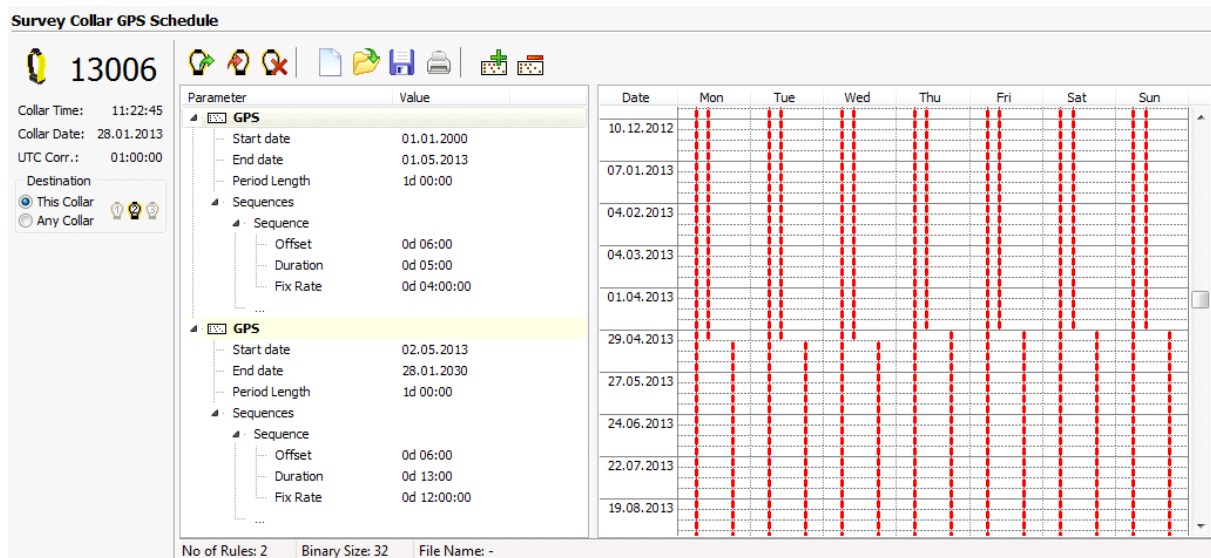 Survey Collar GPS Schedule
13006
Collar Time: 11:22:45
Collar Date: 28.01.2013
UTC Corr.: 01:00:00
Destination
This Collar
Any Collar
1 2 3
Parameter Value
GPS
Start date 01.01.2000
End date 01.05.2013
Period Length 1d 00:00
Sequences
Sequence
Offset 0d 06:00
Duration 0d 05:00
Fix Rate 0d 04:00:00
...
GPS
Start date 02.05.2013
End date 28.01.2030
Period Length 1d 00:00
Sequences
Sequence
Offset 0d 06:00
Duration 0d 13:00
Fix Rate 0d 12:00:00
...
Date Mon Tue Wed Thu Fri Sat Sun
10.12.2012
07.01.2013
04.02.2013
04.03.2013
01.04.2013
29.04.2013
27.05.2013
24.06.2013
22.07.2013
19.08.2013
No of Rules: 2 Binary Size: 32 File Name: -